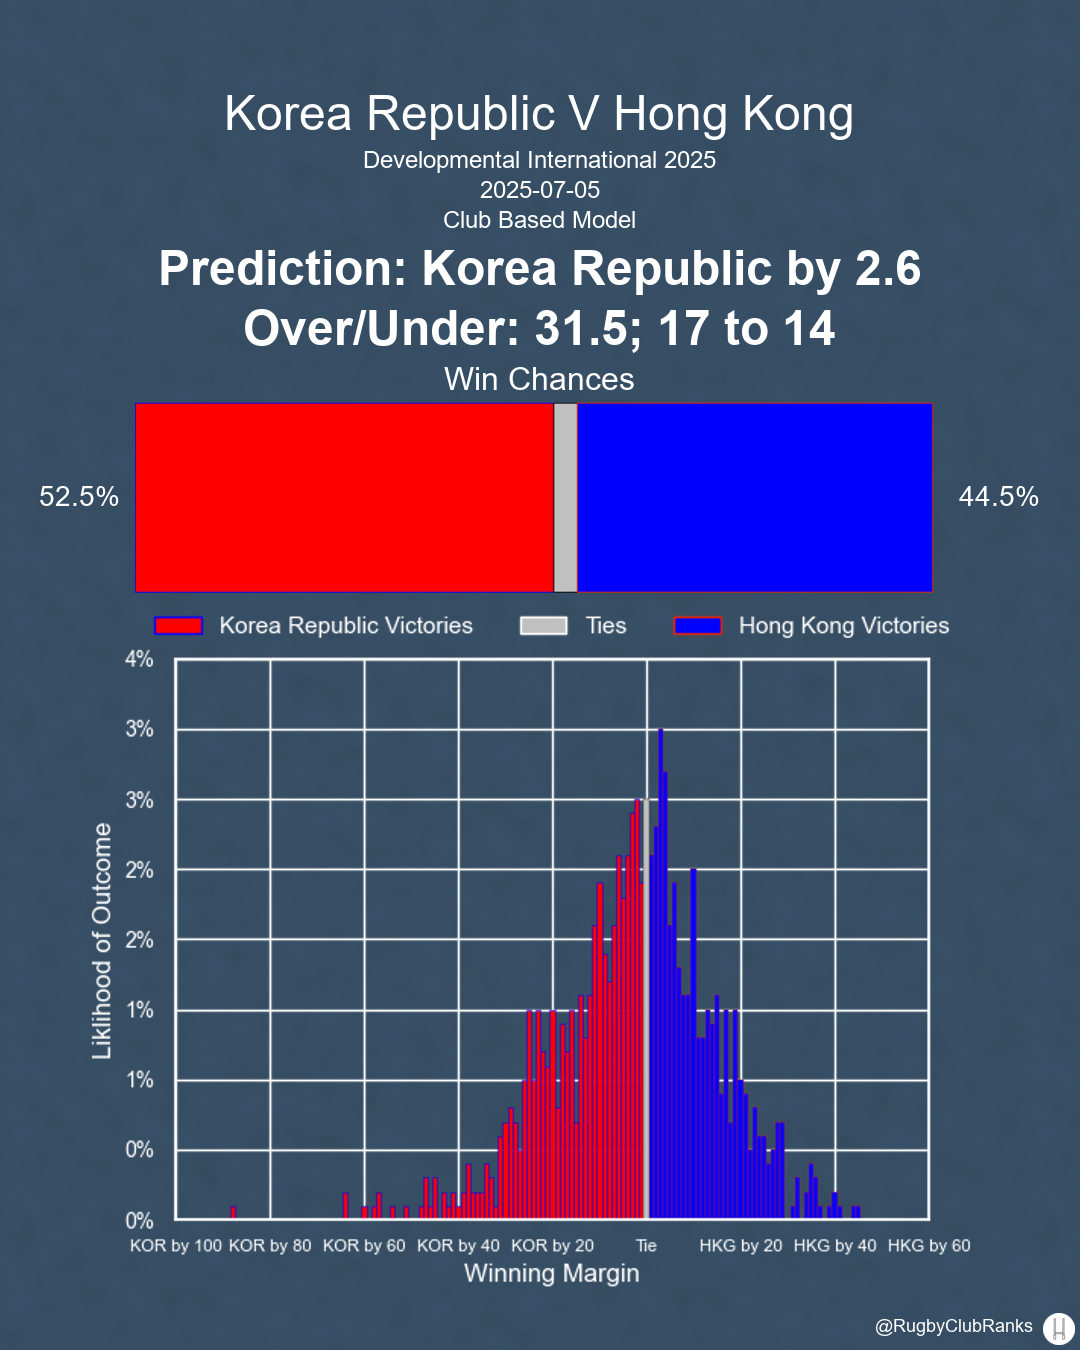 Korea Republic V Hong Kong
Developmental International 2025
2025-07-05
Club Based Model
Prediction: Korea Republic by 2.6
Over/Under: 31.5; 17 to 14
Win Chances
52.5%
44.5%
Korea Republic Victories
Ties
Hong Kong Victories
4%
3%
3%
2%
2%
1%
1%
0%
0%
Liklihood of Outcome
KOR by 100
KOR by 80
KOR by 60
KOR by 40
KOR by 20
Tie
HKG by 20
HKG by 40
HKG by 60
Winning Margin
@RugbyClubRanks